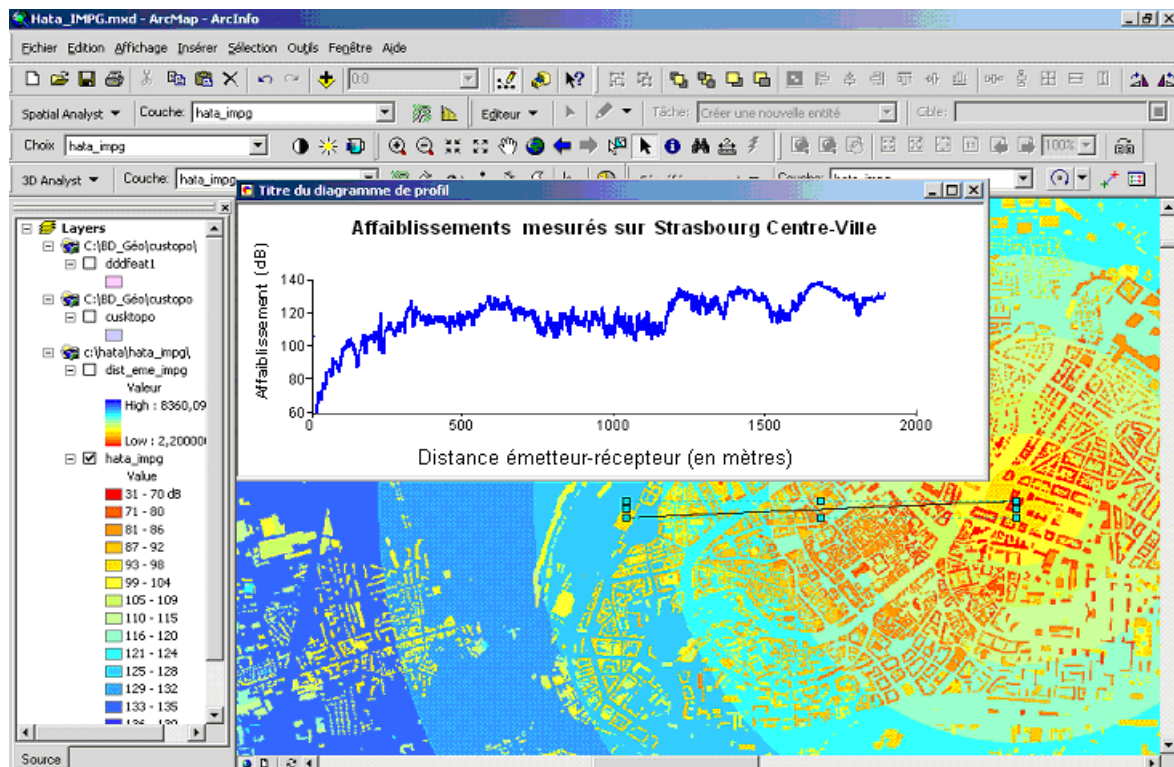 Hata_IMPG.mxd - ArcMap - ArcInfo
Eichier Edition Affichage Insérer Sélection Outils Fenêtre Aide
0:0
Spatial Analyst Couche: hata_impg Editeur Tâche: Créer une nouvelle entité Cible:
Choix hata_impg 100%
3D Analyst Couche: hata_impg
Titre du diagramme de profil
Affaiblissements mesurés sur Strasbourg Centre-Ville
Affaiblissement (dB)
140
120
100
80
60
0 500 1000 1500 2000
Distance émetteur-récepteur (en mètres)
Layers
C:\BD_Géo\custopo\
dddfeat1
C:\BD_Géo\custopo
cusktopo
c:\hata\hata_impg\
dist_eme_impg
Valeur
High : 8360,09
Low : 2,20000
hata_impg
Value
31 - 70 dB
71 - 80
81 - 86
87 - 92
93 - 98
99 - 104
105 - 109
110 - 115
116 - 120
121 - 124
125 - 128
129 - 132
133 - 135
Source